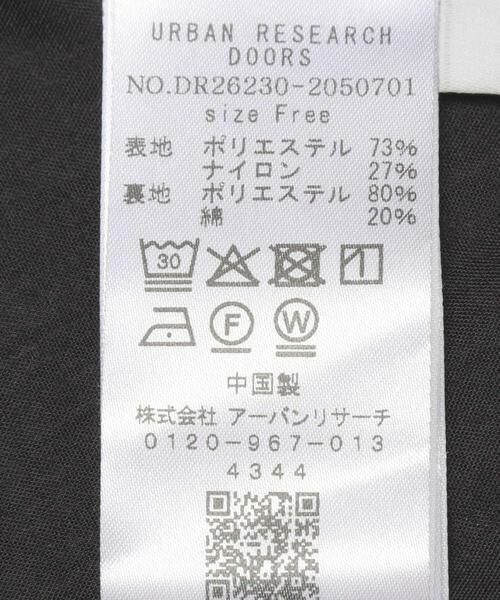 URBAN RESEARCH
DOORS
NO.DR26230-2050701
size Free
表地 ポリエステル 73%
ナイロン 27%
裏地 ポリエステル 80%
綿 20%
30
F W
中国製
株式会社 アーバンリサーチ
0120-967-013
4344